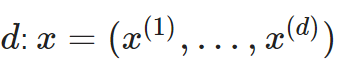 d: x = (x^{(1)}, . . . , x^{(d)})